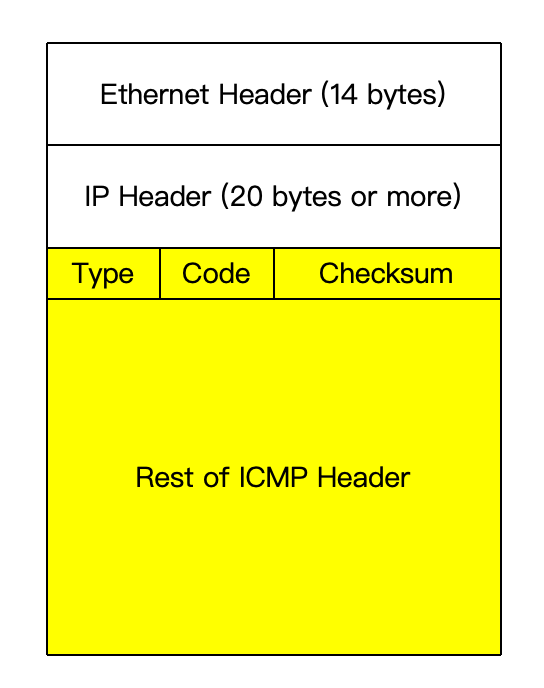 Ethernet Header (14 bytes)
IP Header (20 bytes or more)
Type Code Checksum
Rest of ICMP Header